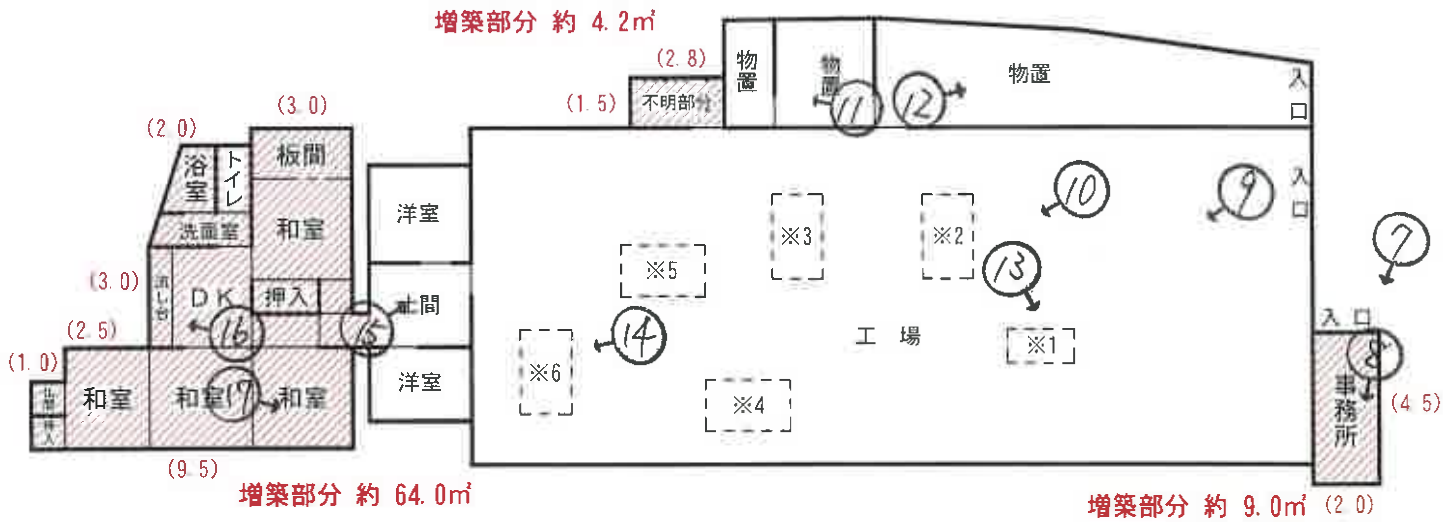 増築部分 約 4.2㎡
(2.8)
(1.5)
不明部分
物置
物置
物置
入口
⑪
⑫
(3.0)
(2.0)
浴室
トイレ
板間
和室
洗面室
洋室
※3
※2
⑩
⑨
入口
⑦
※5
⑬
(3.0)
流し台
DK
押入
⑯
⑮
土間
⑭
工場
※1
入口
⑧
事務所
(4.5)
(2.5)
(1.0)
仏間
押入
和室
和室
⑰
和室
洋室
※6
※4
(9.5)
増築部分 約 64.0㎡
増築部分 約 9.0㎡
(2.0)